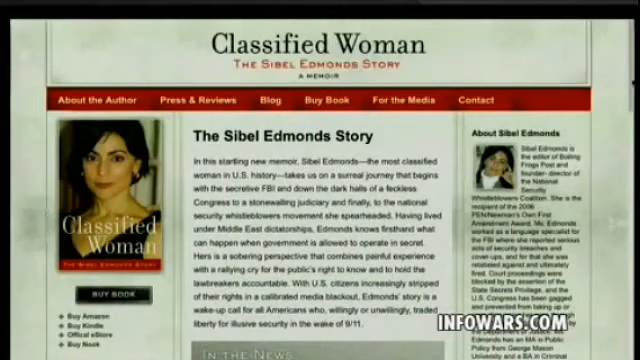 Classified Woman
THE SIBEL EDMONDS STORY
A MEMOIR
About the Author Press & Reviews Blog Buy Book For the Media Contact
Classified
Woman
THE SIBEL EDMONDS STORY
BUY BOOK
Buy Amazon
Buy Kindle
Offical eStore
Buy Nook
The Sibel Edmonds Story
In this startling new memoir, Sibel Edmonds—the most classified
woman in U.S. history—takes us on a surreal journey that begins
with the secretive FBI and down the dark halls of a feckless
Congress to a stonewalling judiciary and finally, to the national
security whistleblowers movement she spearheaded. Having lived
under Middle East dictatorships, Edmonds knows firsthand what
can happen when government is allowed to operate in secret.
Hers is a sobering perspective that combines painful experience
with a rallying cry for the public's right to know and to hold the
lawbreakers accountable. With U.S. citizens increasingly stripped
of their rights in a calibrated media blackout, Edmonds' story is a
wake-up call for all Americans who, willingly or unwillingly, traded
liberty for illusive security in the wake of 9/11.
IN THE NEWS
About Sibel Edmonds
Sibel Edmonds is
the editor of Boiling
Frogs Post and
founder- director of
the National
Security
Whistleblowers Coalition. She is the
recipient of the 2006
PEN/Newman's Own First
Amendment Award. Ms. Edmonds
worked as a language specialist for
the FBI where she reported serious
acts of security breaches and
cover-ups, and for that she was
retaliated against and ultimately
fired. Court proceedings were
blocked by the assertion of the
State Secrets Privilege, and the
U.S. Congress has been gagged
and prevented from taking up or
by
the Department of Justice. Ms.
Edmonds has an MA in Public
Policy from George Mason
University and a BA in Criminal
INFOWARS.COM